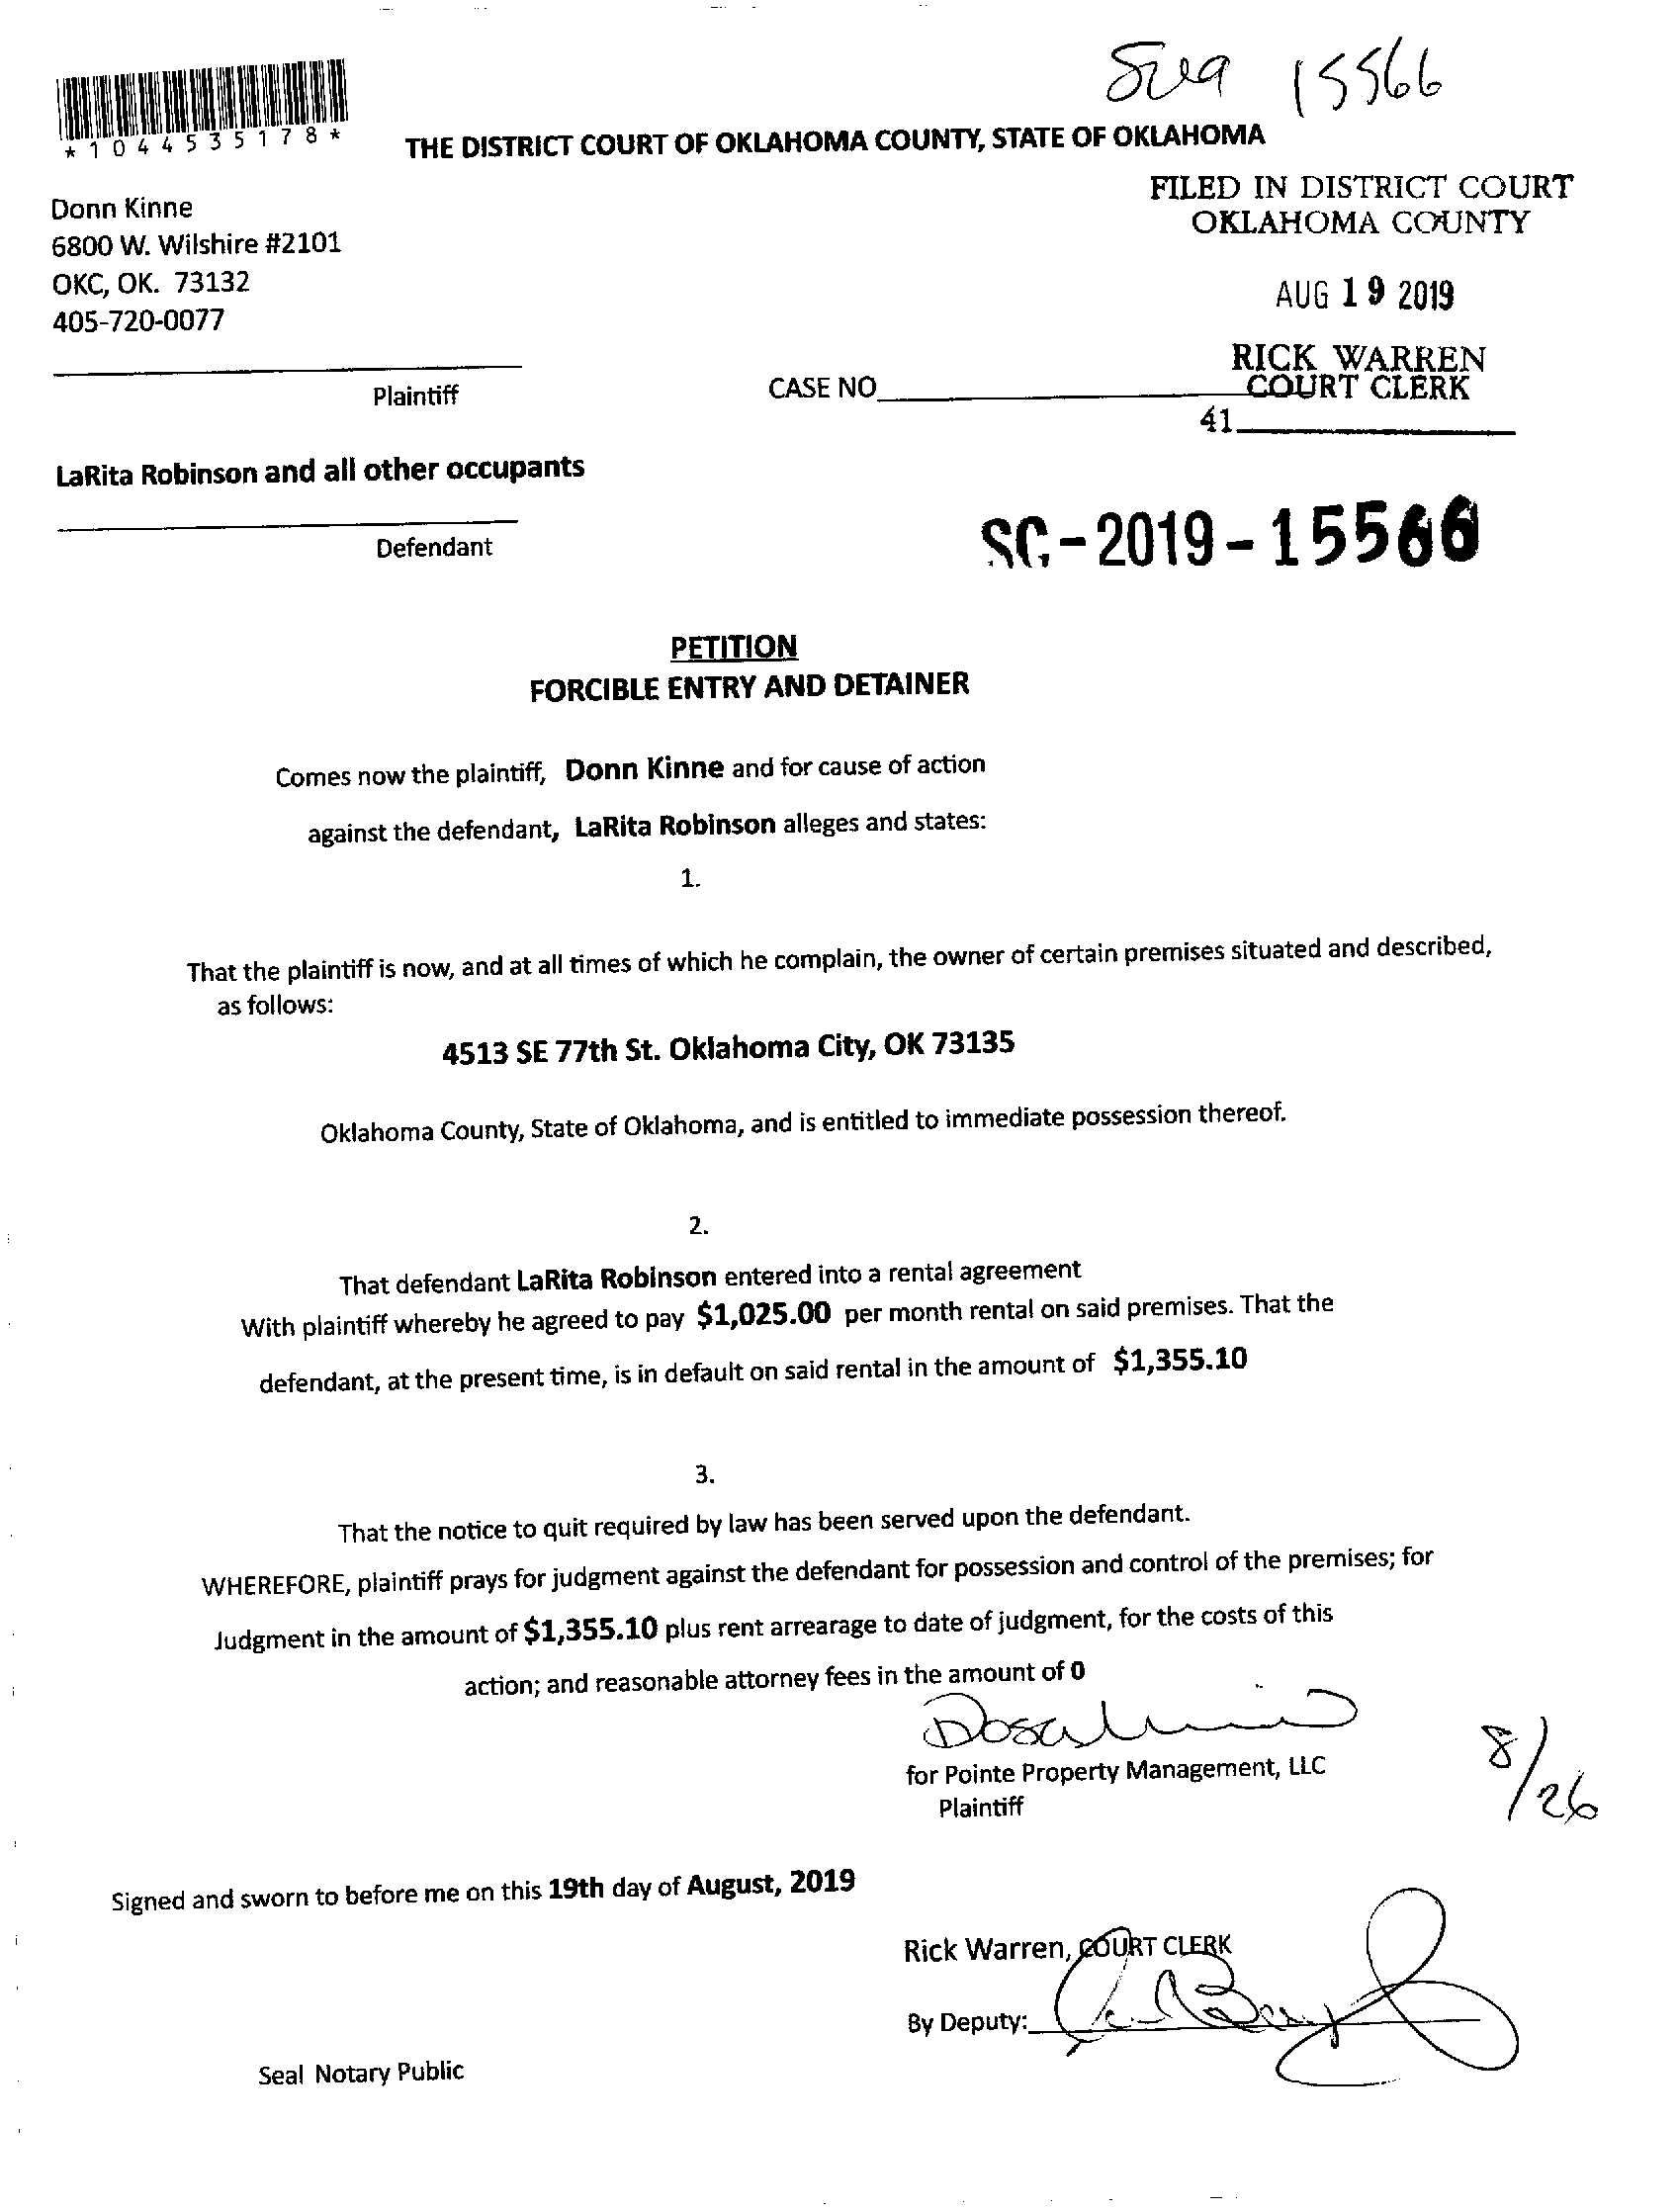 15566
*1044535178*
THE DISTRICT COURT OF OKLAHOMA COUNTY, STATE OF OKLAHOMA
Donn Kinne
6800 W. Wilshire #2101
OKC, OK. 73132
405-720-0077
FILED IN DISTRICT COURT
OKLAHOMA COUNTY
AUG 19 2019
RICK WARREN
COURT CLERK
41
Plaintiff
CASE NO
LaRita Robinson and all other occupants
Defendant
SC-2019-15566
PETITION
FORCIBLE ENTRY AND DETAINER
Comes now the plaintiff, Donn Kinne and for cause of action
against the defendant, LaRita Robinson alleges and states:
1.
That the plaintiff is now, and at all times of which he complain, the owner of certain premises situated and described,
as follows:
4513 SE 77th St. Oklahoma City, OK 73135
Oklahoma County, State of Oklahoma, and is entitled to immediate possession thereof.
2.
That defendant LaRita Robinson entered into a rental agreement
With plaintiff whereby he agreed to pay $1,025.00 per month rental on said premises. That the
defendant, at the present time, is in default on said rental in the amount of $1,355.10
3.
That the notice to quit required by law has been served upon the defendant.
WHEREFORE, plaintiff prays for judgment against the defendant for possession and control of the premises; for
Judgment in the amount of $1,355.10 plus rent arrearage to date of judgment, for the costs of this
action; and reasonable attorney fees in the amount of 0
for Pointe Property Management, LLC
Plaintiff
8/26
Signed and sworn to before me on this 19th day of August, 2019
Rick Warren, COURT CLERK
By Deputy:
Seal Notary Public